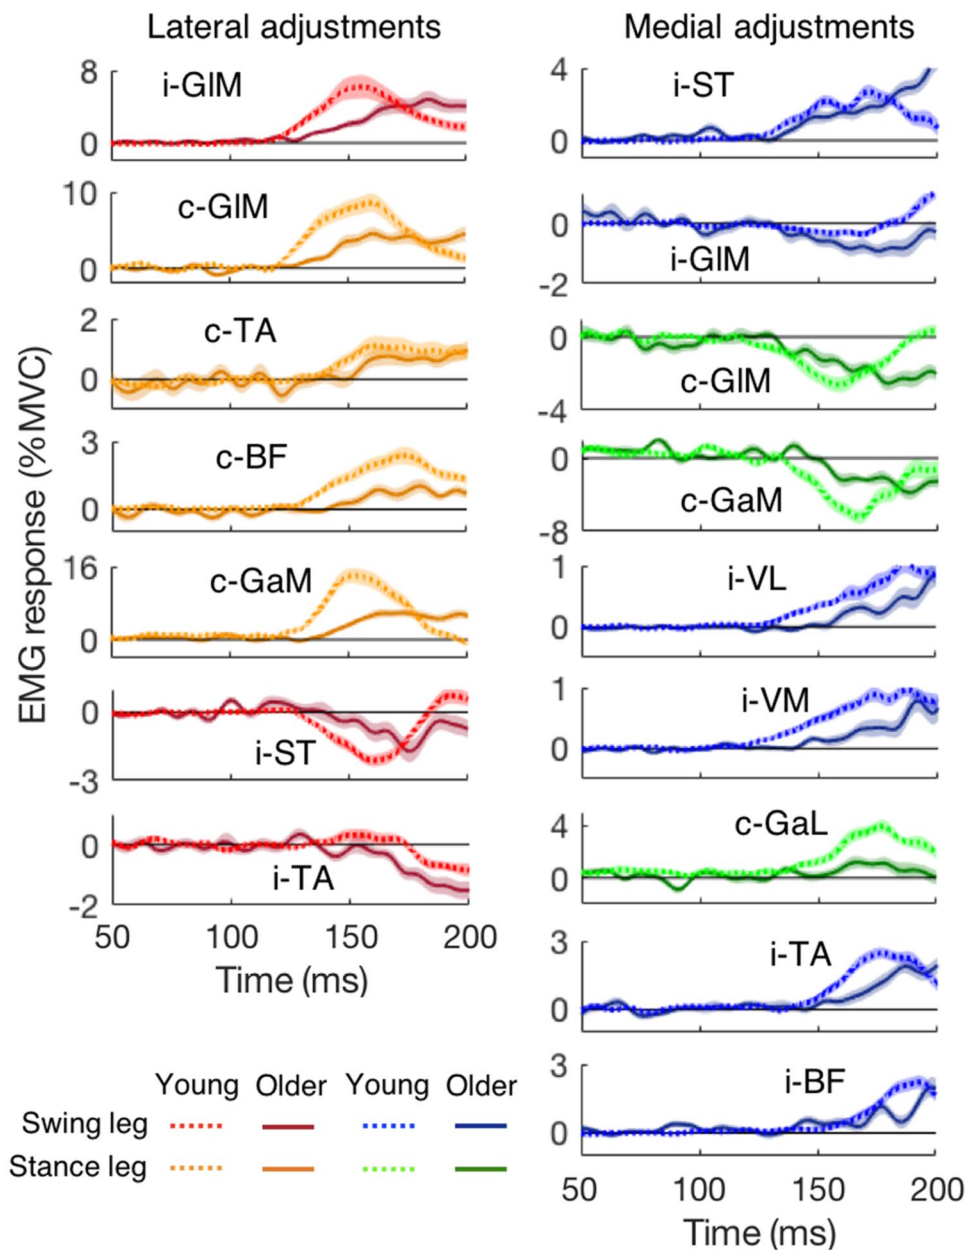 Lateral adjustments
EMG response (%MVC)
8
i-GlM
0
10
c-GlM
0
2
c-TA
0
-1
3
c-BF
0
-1
16
c-GaM
0
0
i-ST
-3
0
i-TA
-2
50 100 150 200
Time (ms)
Medial adjustments
4
i-ST
0
0
i-GlM
-2
0
c-GlM
-4
0
c-GaM
-8
1
i-VL
0
1
i-VM
0
4
c-GaL
0
3
i-TA
0
3
i-BF
0
50 100 150 200
Time (ms)
Young Older Young Older
Swing leg
Stance leg